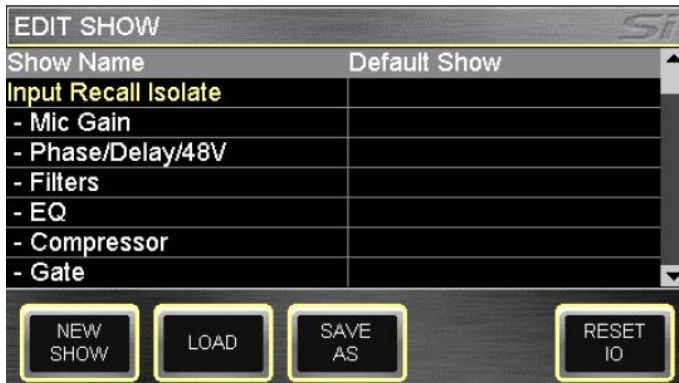 EDIT SHOW
Si
Show Name Default Show
Input Recall Isolate
- Mic Gain
- Phase/Delay/48V
- Filters
- EQ
- Compressor
- Gate
NEW
SHOW
LOAD
SAVE
AS
RESET
IO